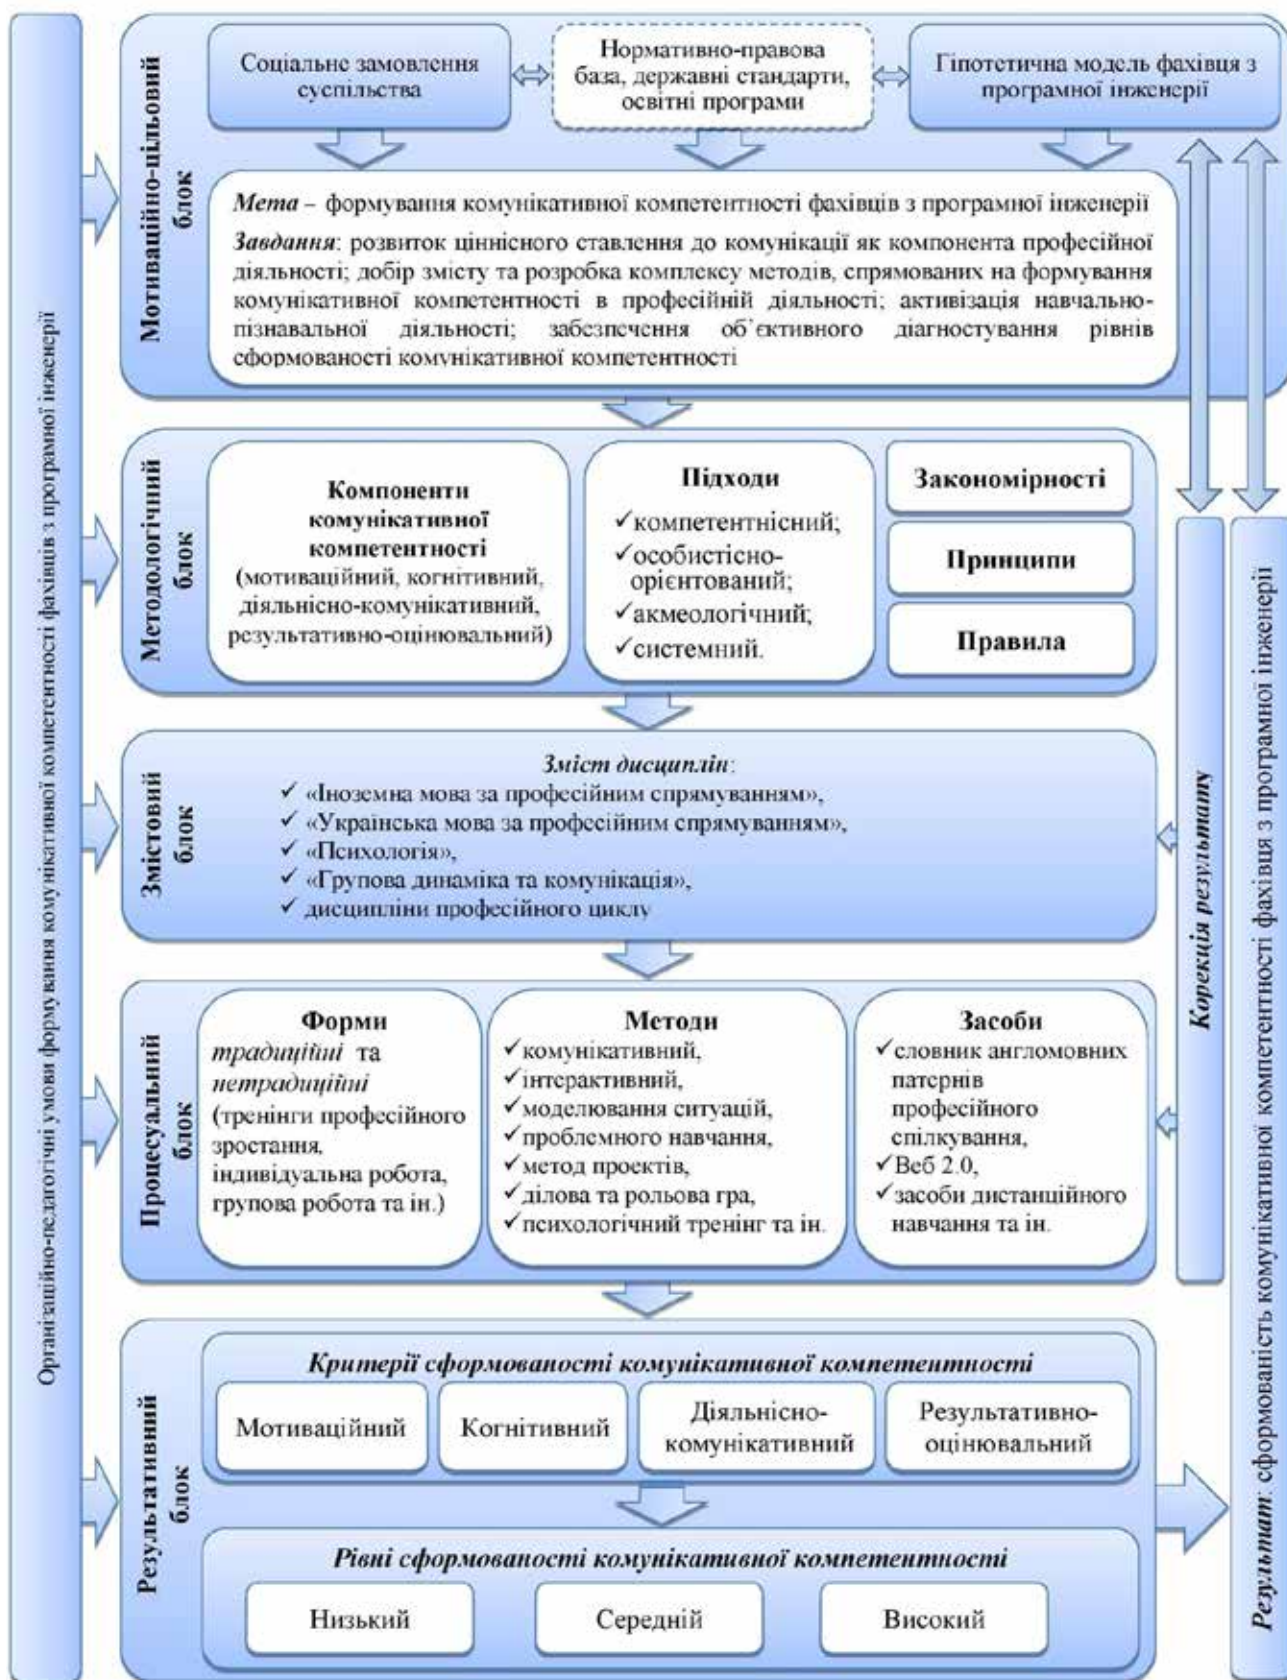 Організаційно-педагогічні умови формування комунікативної компетентності фахівців з програмної інженерії
Мотиваційно-цільовий
блок
Соціальне замовлення
суспільства
Нормативно-правова
база, державні стандарти,
освітні програми
Гіпотетична модель фахівця з
програмної інженерії
Мета – формування комунікативної компетентності фахівців з програмної інженерії
Завдання: розвиток ціннісного ставлення до комунікації як компонента професійної
діяльності; добір змісту та розробка комплексу методів, спрямованих на формування
комунікативної компетентності в професійній діяльності; активізація навчально-
пізнавальної діяльності; забезпечення об'єктивного діагностування рівнів
сформованості комунікативної компетентності
Методологічний
блок
Компоненти
комунікативної
компетентності
(мотиваційний, когнітивний,
діяльнісно-комунікативний,
результативно-оцінювальний)
Підходи
✓компетентнісний;
✓особистісно-
орієнтований;
✓акмеологічний;
✓системний.
Закономірності
Принципи
Правила
Змістовий
блок
Зміст дисциплін:
✓ «Іноземна мова за професійним спрямуванням»,
✓ «Українська мова за професійним спрямуванням»,
✓ «Психологія»,
✓ «Групова динаміка та комунікація»,
✓ дисципліни професійного циклу
Процесуальний
блок
Форми
традиційні та
нетрадиційні
(тренінги професійного
зростання,
індивідуальна робота,
групова робота та ін.)
Методи
✓комунікативний,
✓інтерактивний,
✓моделювання ситуацій,
✓проблемного навчання,
✓метод проектів,
✓ділова та рольова гра,
✓психологічний тренінг та ін.
Засоби
✓словник англомовних
патернів
професійного
спілкування,
✓Веб 2.0,
✓засоби дистанційного
навчання та ін.
Результативний
блок
Критерії сформованості комунікативної компетентності
Мотиваційний
Когнітивний
Діяльнісно-
комунікативний
Результативно-
оцінювальний
Рівні сформованості комунікативної компетентності
Низький
Середній
Високий
Корекція результату
Результат: сформованість комунікативної компетентності фахівця з програмної інженерії